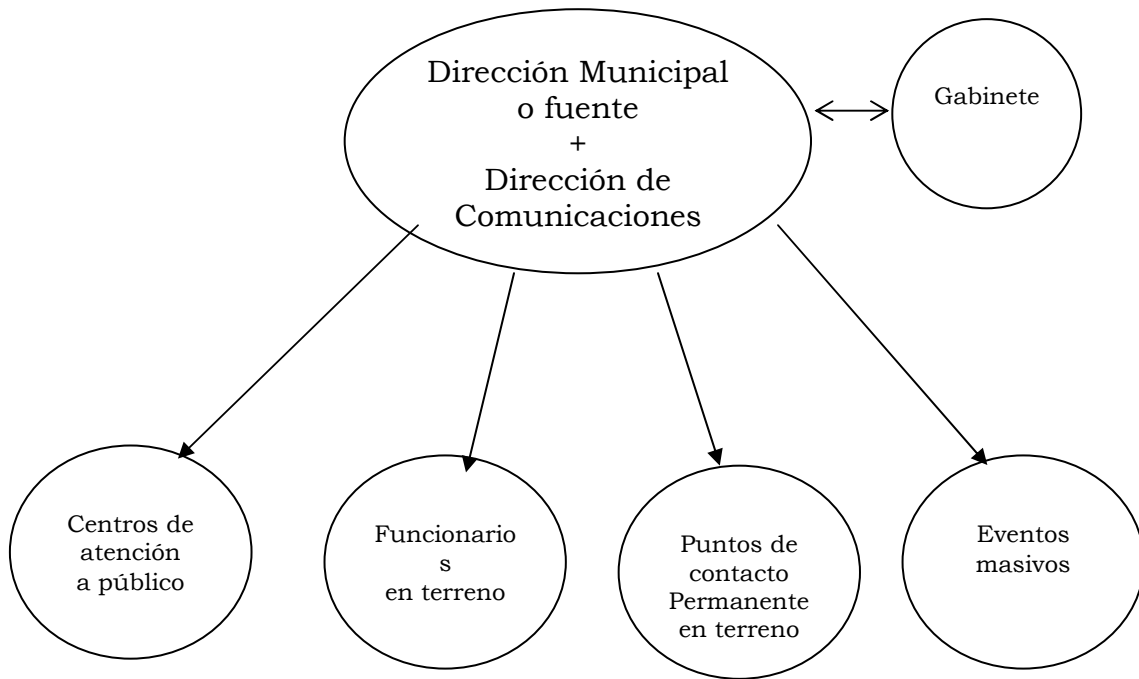 Dirección Municipal
o fuente
+
Dirección de
Comunicaciones
Gabinete
Centros de
atención
a público
Funcionario
s
en terreno
Puntos de
contacto
Permanente
en terreno
Eventos
masivos